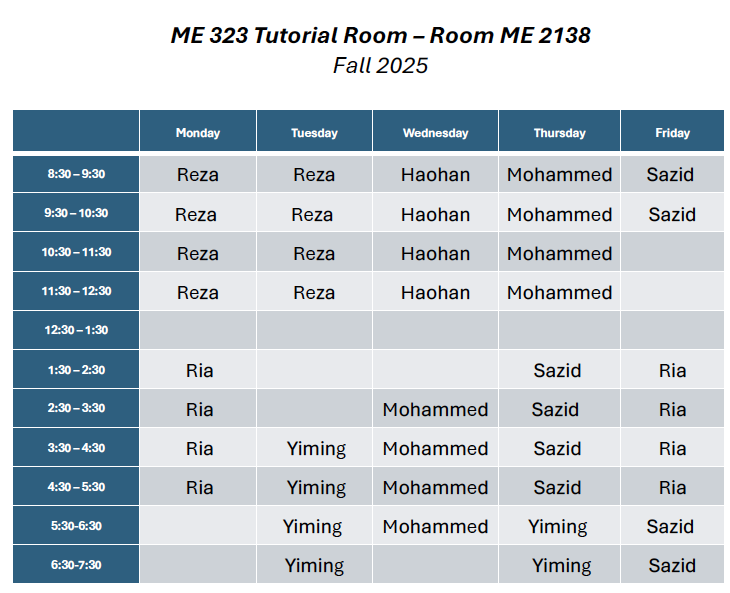 ME 323 Tutorial Room – Room ME 2138
Fall 2025
Monday Tuesday Wednesday Thursday Friday
8:30 – 9:30 Reza Reza Haohan Mohammed Sazid
9:30 – 10:30 Reza Reza Haohan Mohammed Sazid
10:30 – 11:30 Reza Reza Haohan Mohammed
11:30 – 12:30 Reza Reza Haohan Mohammed
12:30 – 1:30
1:30 – 2:30 Ria Sazid Ria
2:30 – 3:30 Ria Mohammed Sazid Ria
3:30 – 4:30 Ria Yiming Mohammed Sazid Ria
4:30 – 5:30 Ria Yiming Mohammed Sazid Ria
5:30-6:30 Yiming Mohammed Yiming Sazid
6:30-7:30 Yiming Yiming Sazid